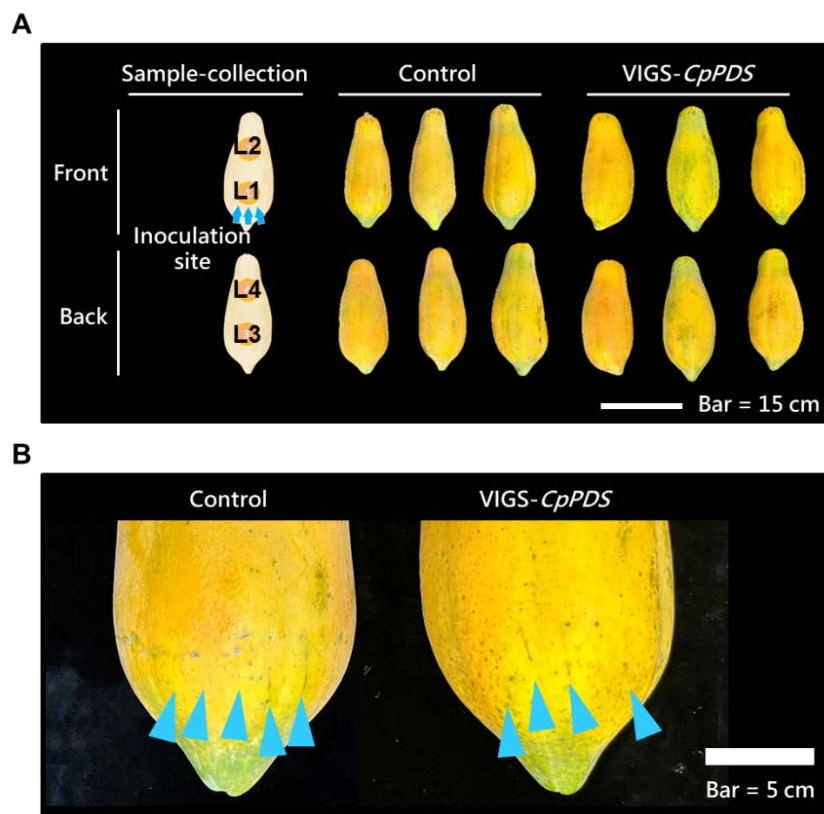 A
Sample-collection
Control
VIGS-CpPDS
Front
L2
L1
Inoculation
site
Back
L4
L3
Bar = 15 cm
B
Control
VIGS-CpPDS
Bar = 5 cm